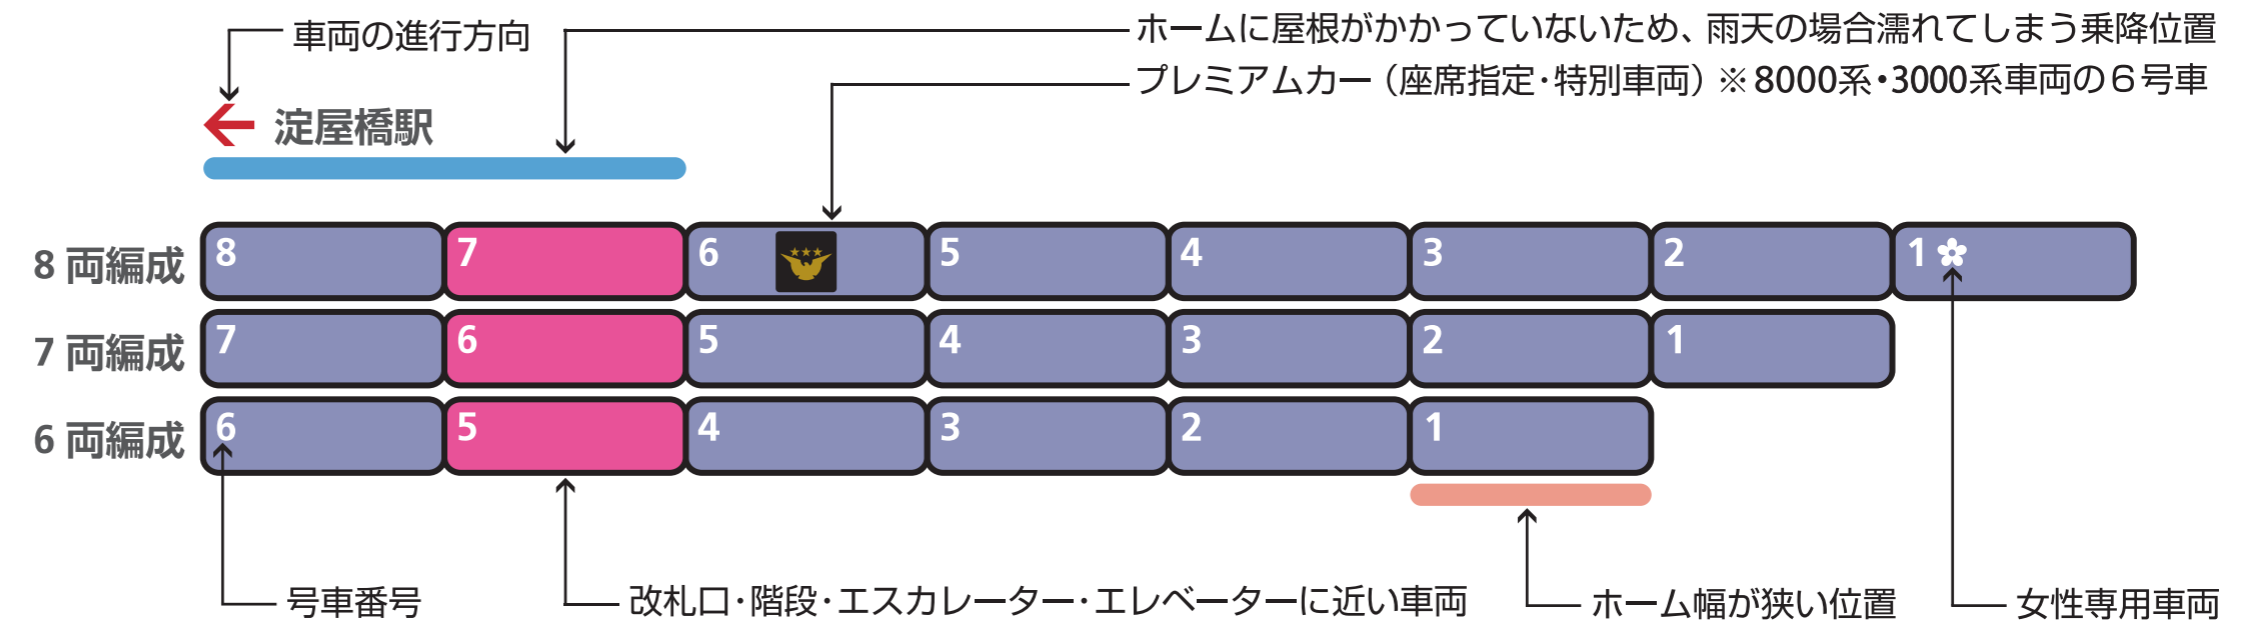 車両の進行方向
ホームに屋根がかかっていないため、雨天の場合濡れてしまう乗降位置
プレミアムカー（座席指定・特別車両）※8000系・3000系車両の６号車
淀屋橋駅
8 両編成 8 7 6 5 4 3 2 1
7 両編成 7 6 5 4 3 2 1
6 両編成 6 5 4 3 2 1
号車番号
改札口・階段・エスカレーター・エレベーターに近い車両
ホーム幅が狭い位置
女性専用車両